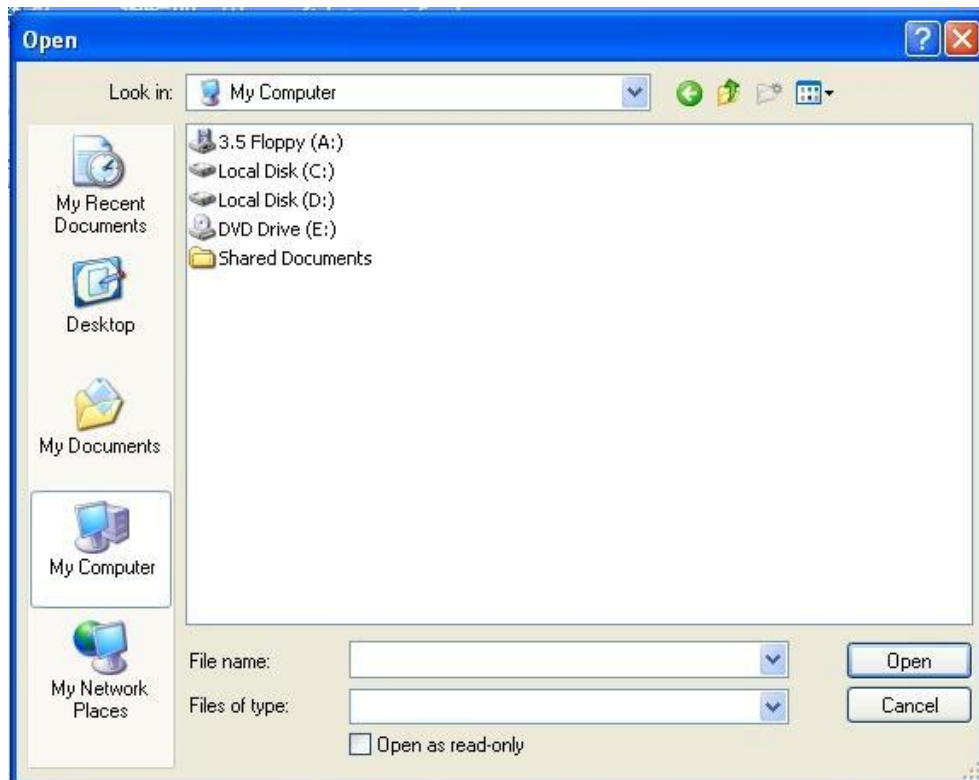 Open
Look in:
My Computer
3.5 Floppy (A:)
Local Disk (C:)
Local Disk (D:)
DVD Drive (E:)
Shared Documents
My Recent
Documents
Desktop
My Documents
My Computer
My Network
Places
File name:
Open
Files of type:
Cancel
Open as read-only